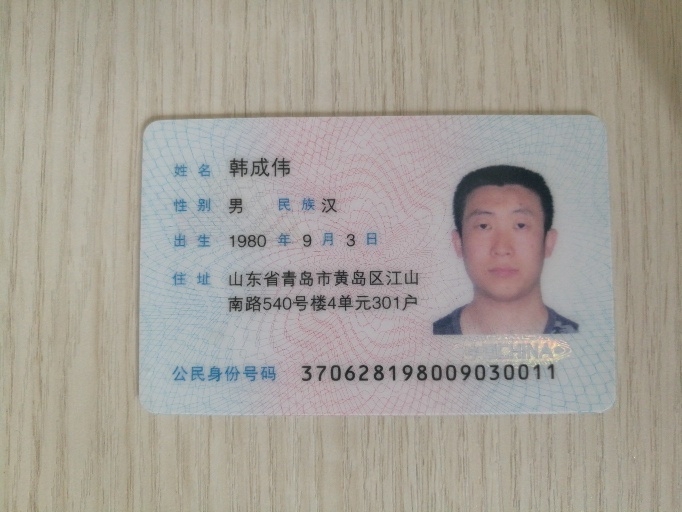 姓名 韩成伟
性别 男 民族 汉
出生 1980 年 9 月 3 日
住址 山东省青岛市黄岛区江山
南路540号楼4单元301户
公民身份号码 370628198009030011
CHINA